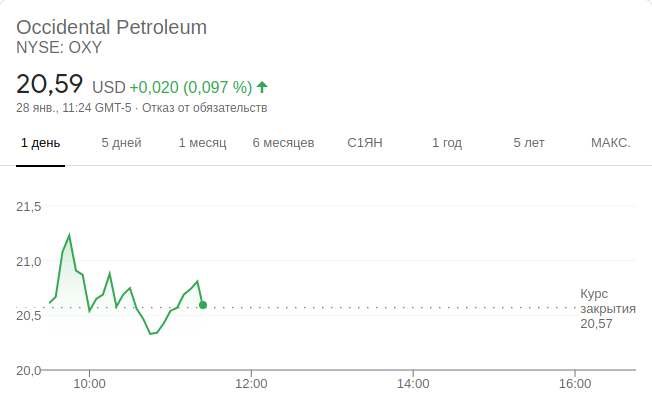 Occidental Petroleum
NYSE: OXY
20,59 USD +0,020 (0,097 %)
28 янв., 11:24 GMT-5 · Отказ от обязательств
1 день 5 дней 1 месяц 6 месяцев С1ЯН 1 год 5 лет МАКС.
21,5
21,0
20,5
20,0
Курс
закрытия
20,57
10:00 12:00 14:00 16:00